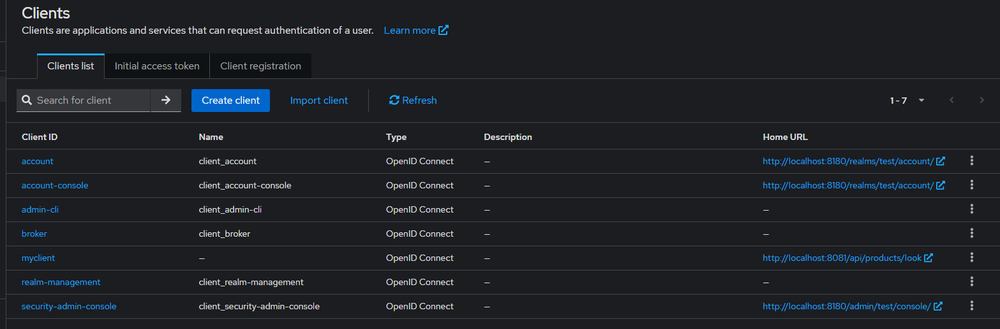 Clients
Clients are applications and services that can request authentication of a user. Learn more
Clients list Initial access token Client registration
Search for client Create client Import client Refresh 1 - 7
Client ID Name Type Description Home URL
account client_account OpenID Connect – http://localhost:8180/realms/test/account/
account-console client_account-console OpenID Connect – http://localhost:8180/realms/test/account/
admin-cli client_admin-cli OpenID Connect – –
broker client_broker OpenID Connect – –
myclient – OpenID Connect – http://localhost:8081/api/products/look
realm-management client_realm-management OpenID Connect – –
security-admin-console client_security-admin-console OpenID Connect – http://localhost:8180/admin/test/console/